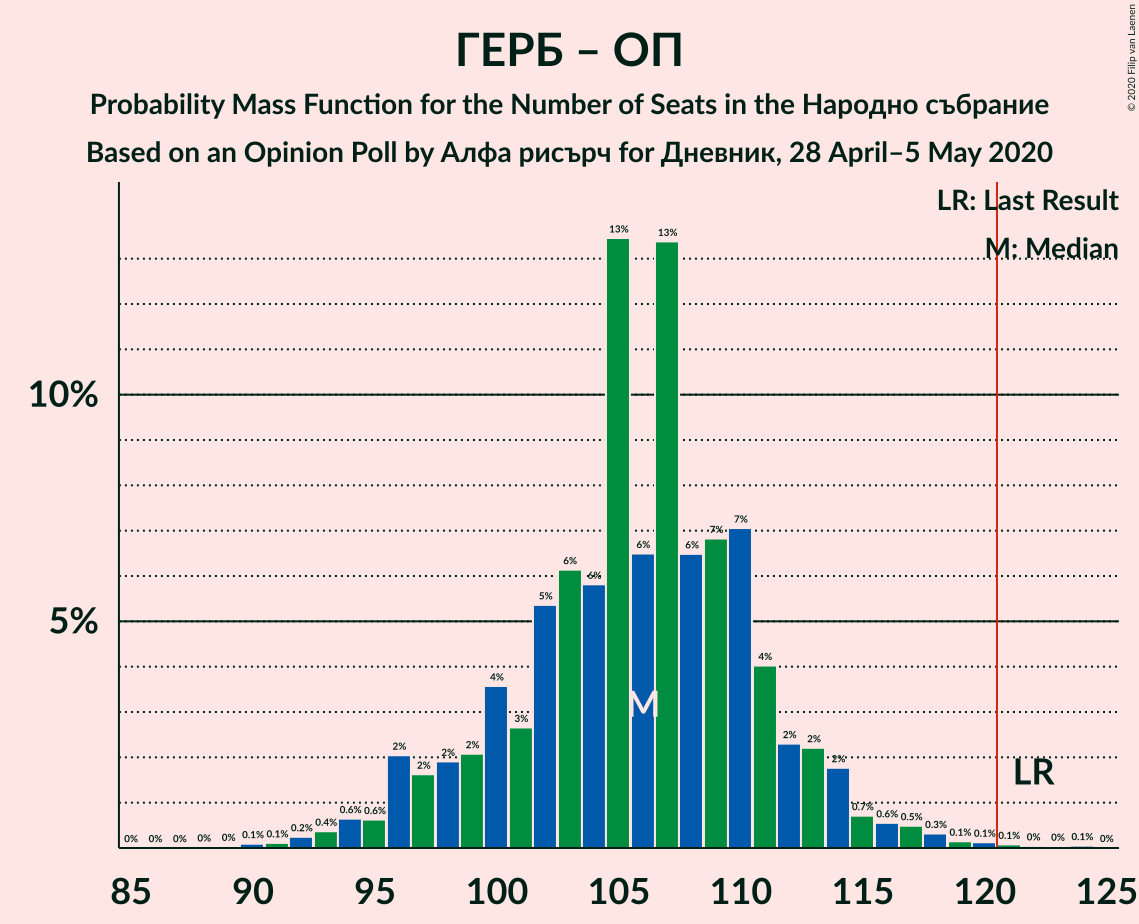 ГЕРБ – ОП
Probability Mass Function for the Number of Seats in the Народно събрание
Based on an Opinion Poll by Алфа рисърч for Дневник, 28 April–5 May 2020
© 2020 Filip van Laenen
LR: Last Result
M: Median
10%
5%
0% 0% 0% 0% 0% 0.1% 0.1% 0.2% 0.4% 0.6% 0.6% 2% 2% 2% 2% 4% 3% 5% 6% 6% 13% 6% 13% 6% 7% 7% 4% 2% 2% 2% 0.7% 0.6% 0.5% 0.3% 0.1% 0.1% 0.1% 0% 0% 0.1% 0%
M
LR
85 90 95 100 105 110 115 120 125